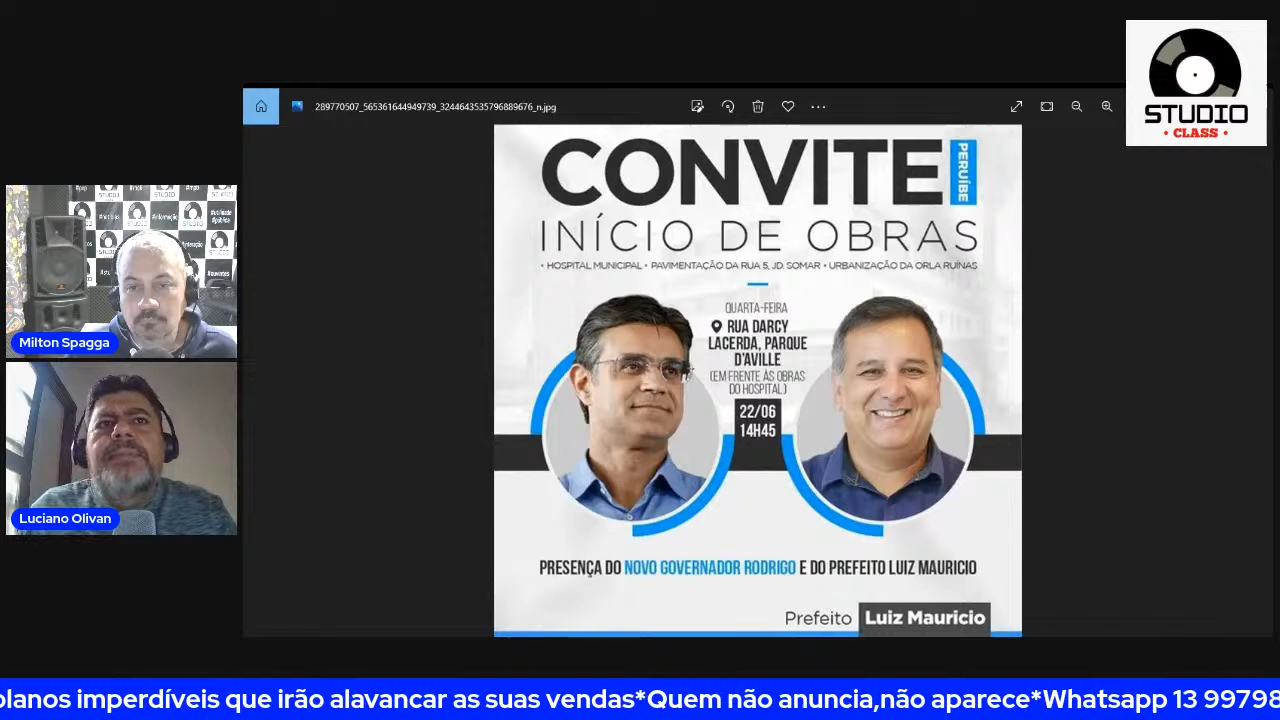 289770507_565361644949739_3244643535796889676_n.jpg
STUDIO
• CLASS •
CONVITE
PERUÍBE
INÍCIO DE OBRAS
• HOSPITAL MUNICIPAL • PAVIMENTAÇÃO DA RUA 5, JD. SOMAR • URBANIZAÇÃO DA ORLA RUÍNAS
QUARTA-FEIRA
RUA DARCY
LACERDA, PARQUE
D'AVILLE
(EM FRENTE ÀS OBRAS
DO HOSPITAL)
22/06
14H45
PRESENÇA DO NOVO GOVERNADOR RODRIGO E DO PREFEITO LUIZ MAURICIO
Prefeito Luiz Mauricio
Milton Spagga
Luciano Olivan
planos imperdíveis que irão alavancar as suas vendas*Quem não anuncia,não aparece*Whatsapp 13 99798